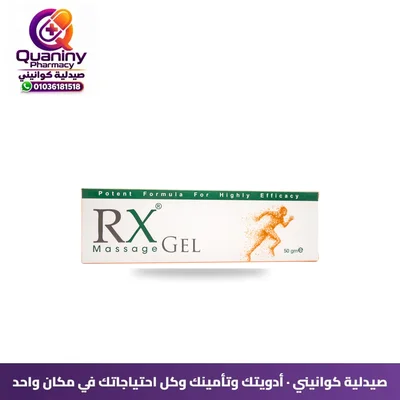 Quaniny
Pharmacy
صيدلية كوانيني
01036181518
Potent Formula For Highly Efficacy
RX®
Massage GEL
50 gm e
صيدلية كوانيني - أدويتك وتأمينك وكل احتياجاتك في مكان واحد